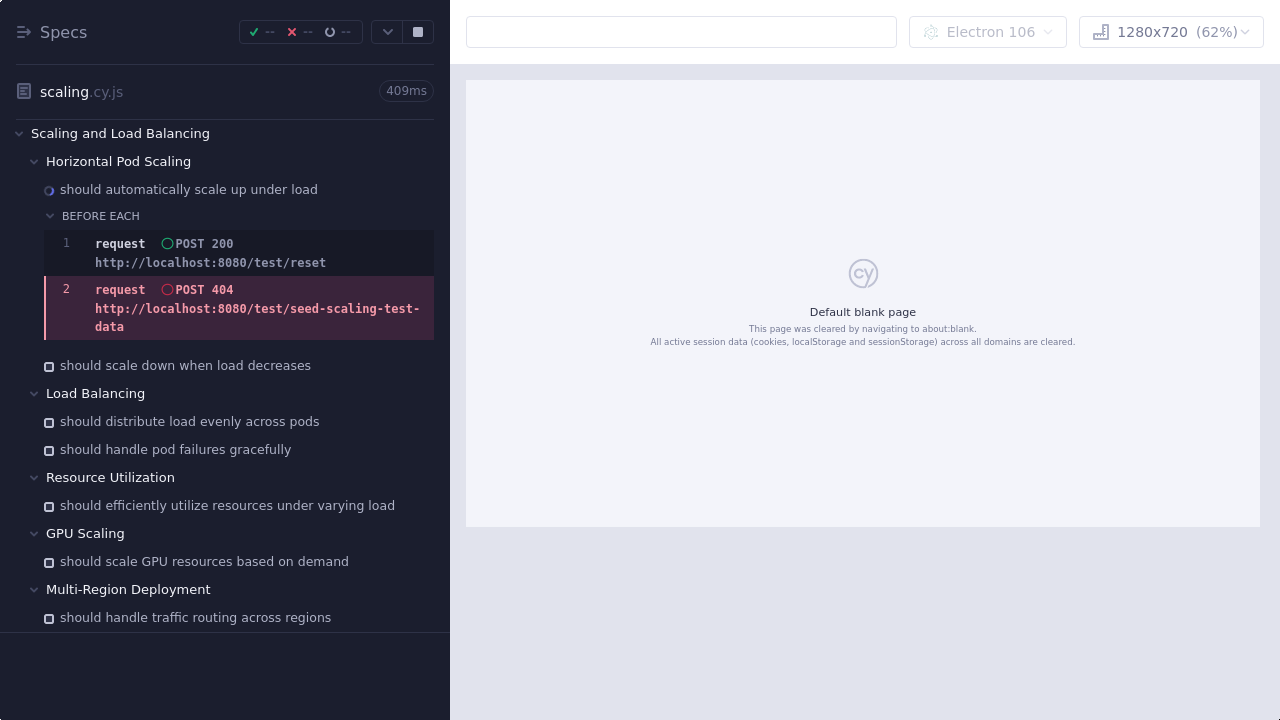 Specs
--
--
--
Electron 106
1280x720 (62%)
scaling.cy.js
409ms
Scaling and Load Balancing
Horizontal Pod Scaling
should automatically scale up under load
BEFORE EACH
1 request POST 200
http://localhost:8080/test/reset
2 request POST 404
http://localhost:8080/test/seed-scaling-test-
data
should scale down when load decreases
Load Balancing
should distribute load evenly across pods
should handle pod failures gracefully
Resource Utilization
should efficiently utilize resources under varying load
GPU Scaling
should scale GPU resources based on demand
Multi-Region Deployment
should handle traffic routing across regions
cy
Default blank page
This page was cleared by navigating to about:blank.
All active session data (cookies, localStorage and sessionStorage) across all domains are cleared.